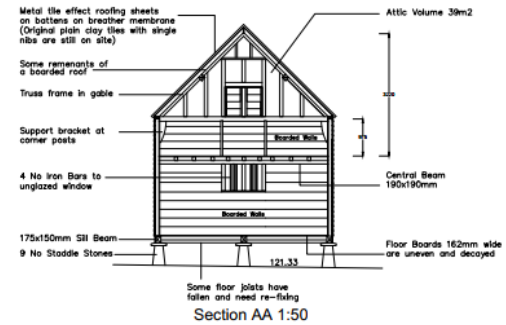 Metal tile effect roofing sheets
on battens on breather membrane
(Original plain clay tiles with single
nibs are still on site)
Attic Volume 39m2
Some remenants of
a boarded roof
Truss frame in gable
Support bracket at
corner posts
Boarded Walls
4 No Iron Bars to
unglazed window
Central Beam
190x190mm
Boarded Walls
175x150mm Sill Beam
9 No Staddle Stones
Floor Boards 162mm wide
are uneven and decayed
121.33
Some floor joists have
fallen and need re-fixing
Section AA 1:50